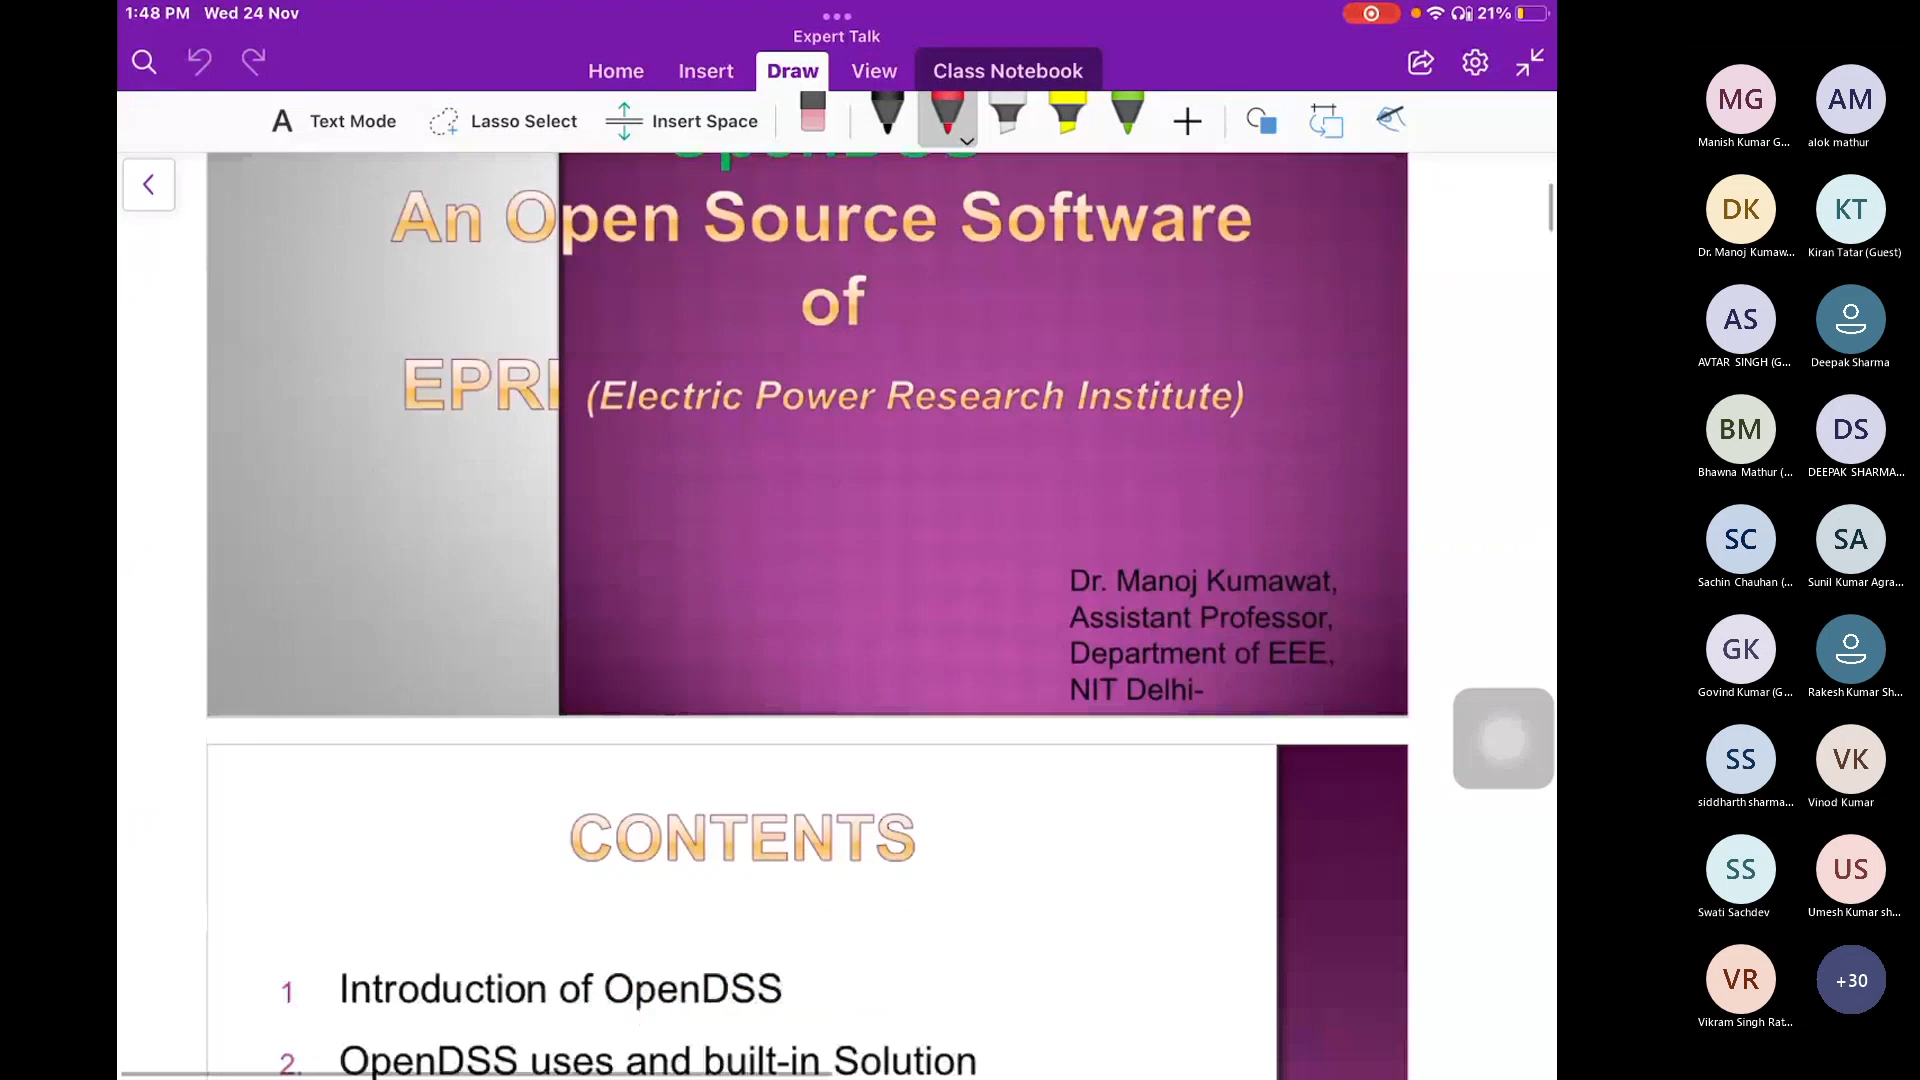 1:48 PM Wed 24 Nov
21%
Expert Talk
Home Insert Draw View Class Notebook
A Text Mode Lasso Select Insert Space
OpenDSS
An Open Source Software
of
EPRI (Electric Power Research Institute)
Dr. Manoj Kumawat,
Assistant Professor,
Department of EEE,
NIT Delhi-
CONTENTS
1 Introduction of OpenDSS
2. OpenDSS uses and built-in Solution
MG AM
Manish Kumar G... alok mathur
DK KT
Dr. Manoj Kumaw... Kiran Tatar (Guest)
AS
AVTAR SINGH (G... Deepak Sharma
BM DS
Bhawna Mathur (... DEEPAK SHARMA...
SC SA
Sachin Chauhan (... Sunil Kumar Agra...
GK
Govind Kumar (G... Rakesh Kumar Sh...
SS VK
siddharth sharma... Vinod Kumar
SS US
Swati Sachdev Umesh Kumar sh...
VR +30
Vikram Singh Rat...